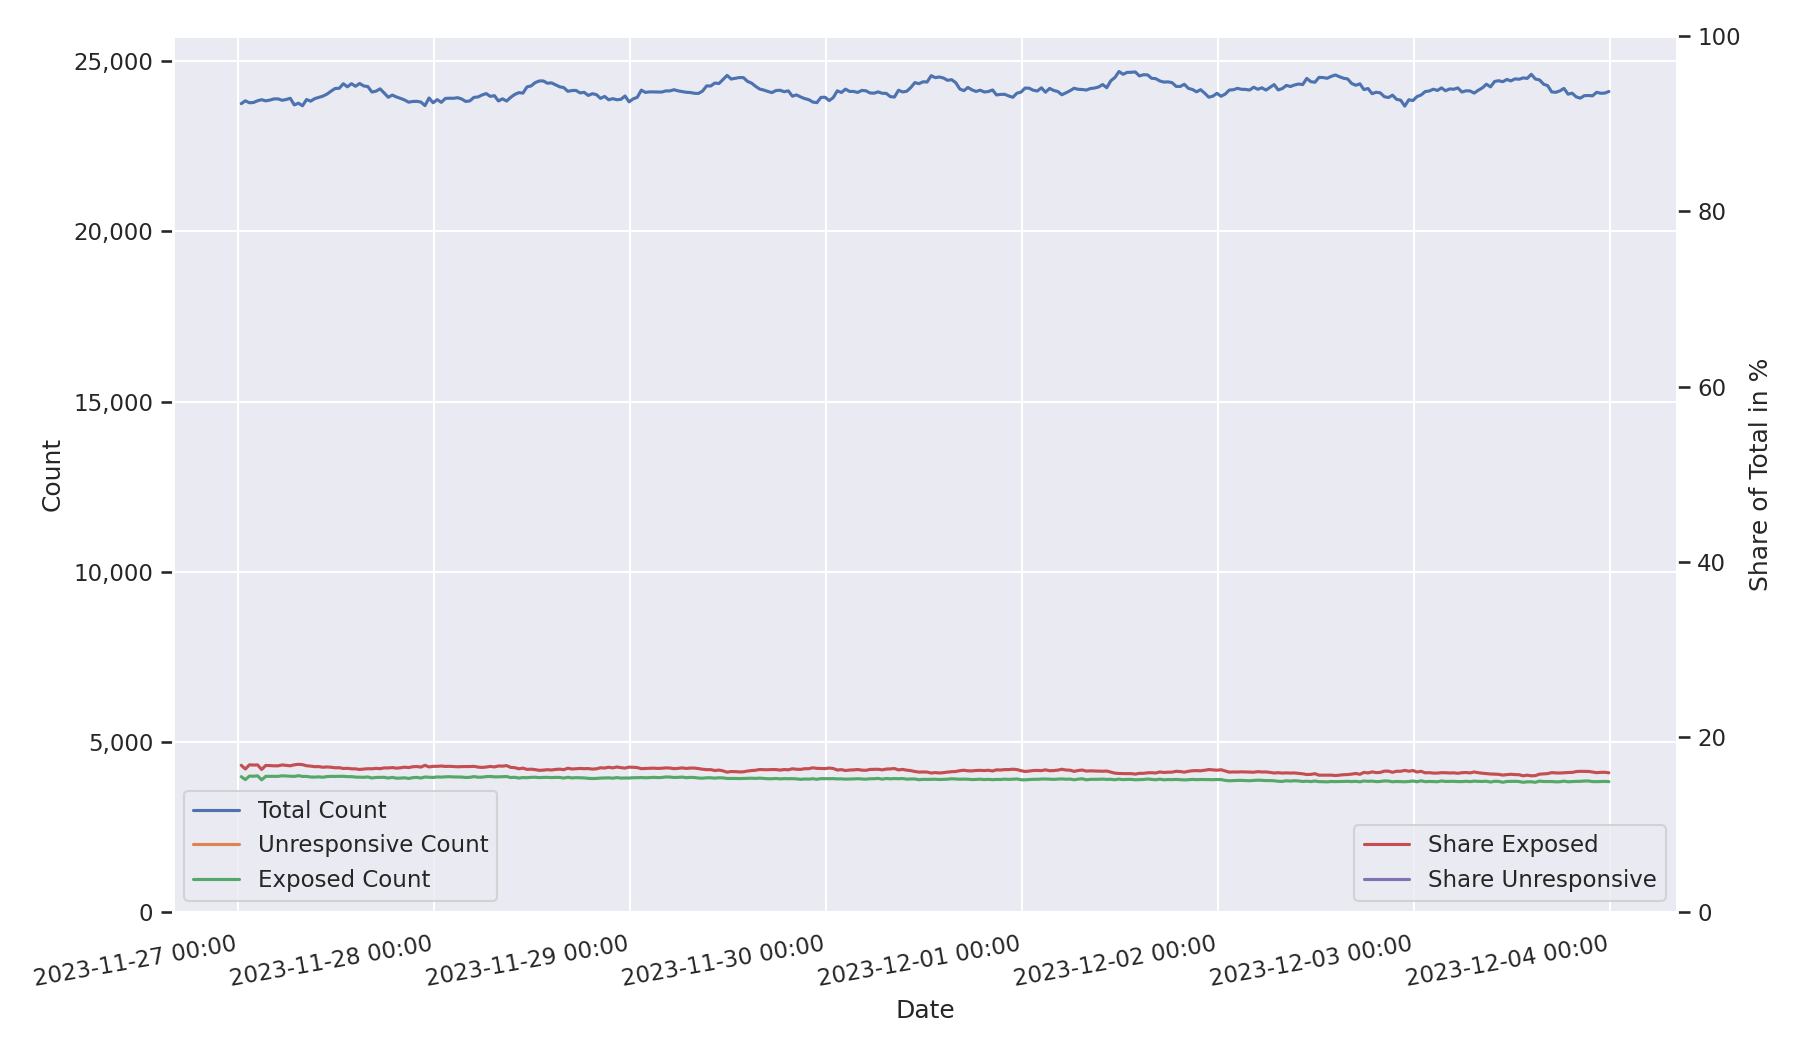 25,000
20,000
15,000
10,000
5,000
0
Count
100
80
60
40
20
0
Share of Total in %
Total Count
Unresponsive Count
Exposed Count
Share Exposed
Share Unresponsive
2023-11-27 00:00
2023-11-28 00:00
2023-11-29 00:00
2023-11-30 00:00
2023-12-01 00:00
2023-12-02 00:00
2023-12-03 00:00
2023-12-04 00:00
Date